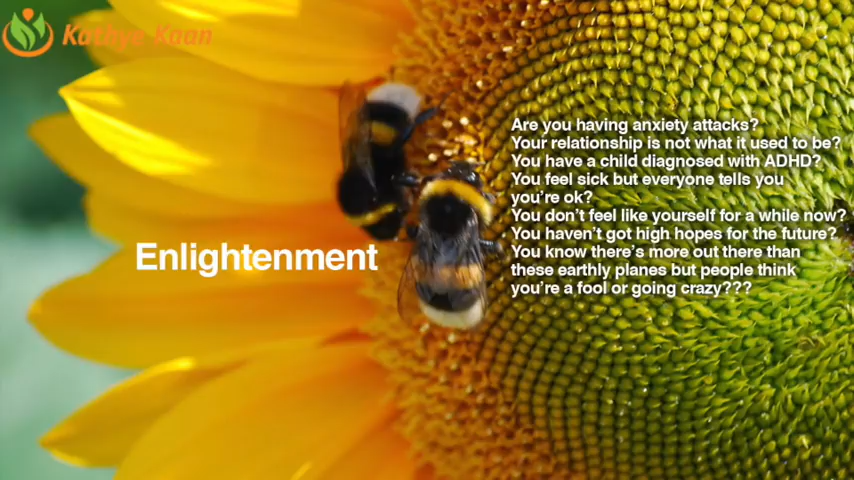 Kathye Kaan
Are you having anxiety attacks?
Your relationship is not what it used to be?
You have a child diagnosed with ADHD?
You feel sick but everyone tells you
you're ok?
You don't feel like yourself for a while now?
You haven't got high hopes for the future?
You know there's more out there than
these earthly planes but people think
you're a fool or going crazy???
Enlightenment